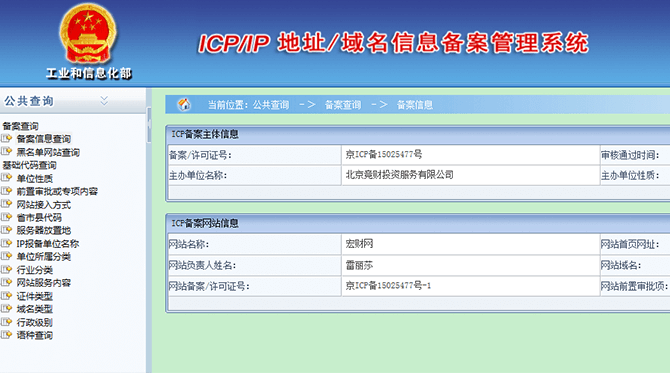 ICP/IP 地址/域名信息备案管理系统
工业和信息化部
公共查询
当前位置：公共查询 -> 备案查询 -> 备案信息
备案查询
备案信息查询
黑名单网站查询
基础代码查询
单位性质
前置审批或专项内容
网站接入方式
省市县代码
服务器放置地
IP报备单位名称
单位所属分类
行业分类
网站服务内容
证件类型
域名类型
行政级别
语种查询
ICP备案主体信息
备案/许可证号： 京ICP备15025477号 审核通过时间：
主办单位名称： 北京竟财投资服务有限公司 主办单位性质：
ICP备案网站信息
网站名称： 宏财网 网站首页网址：
网站负责人姓名： 雷丽莎 网站域名：
网站备案/许可证号： 京ICP备15025477号-1 网站前置审批项：